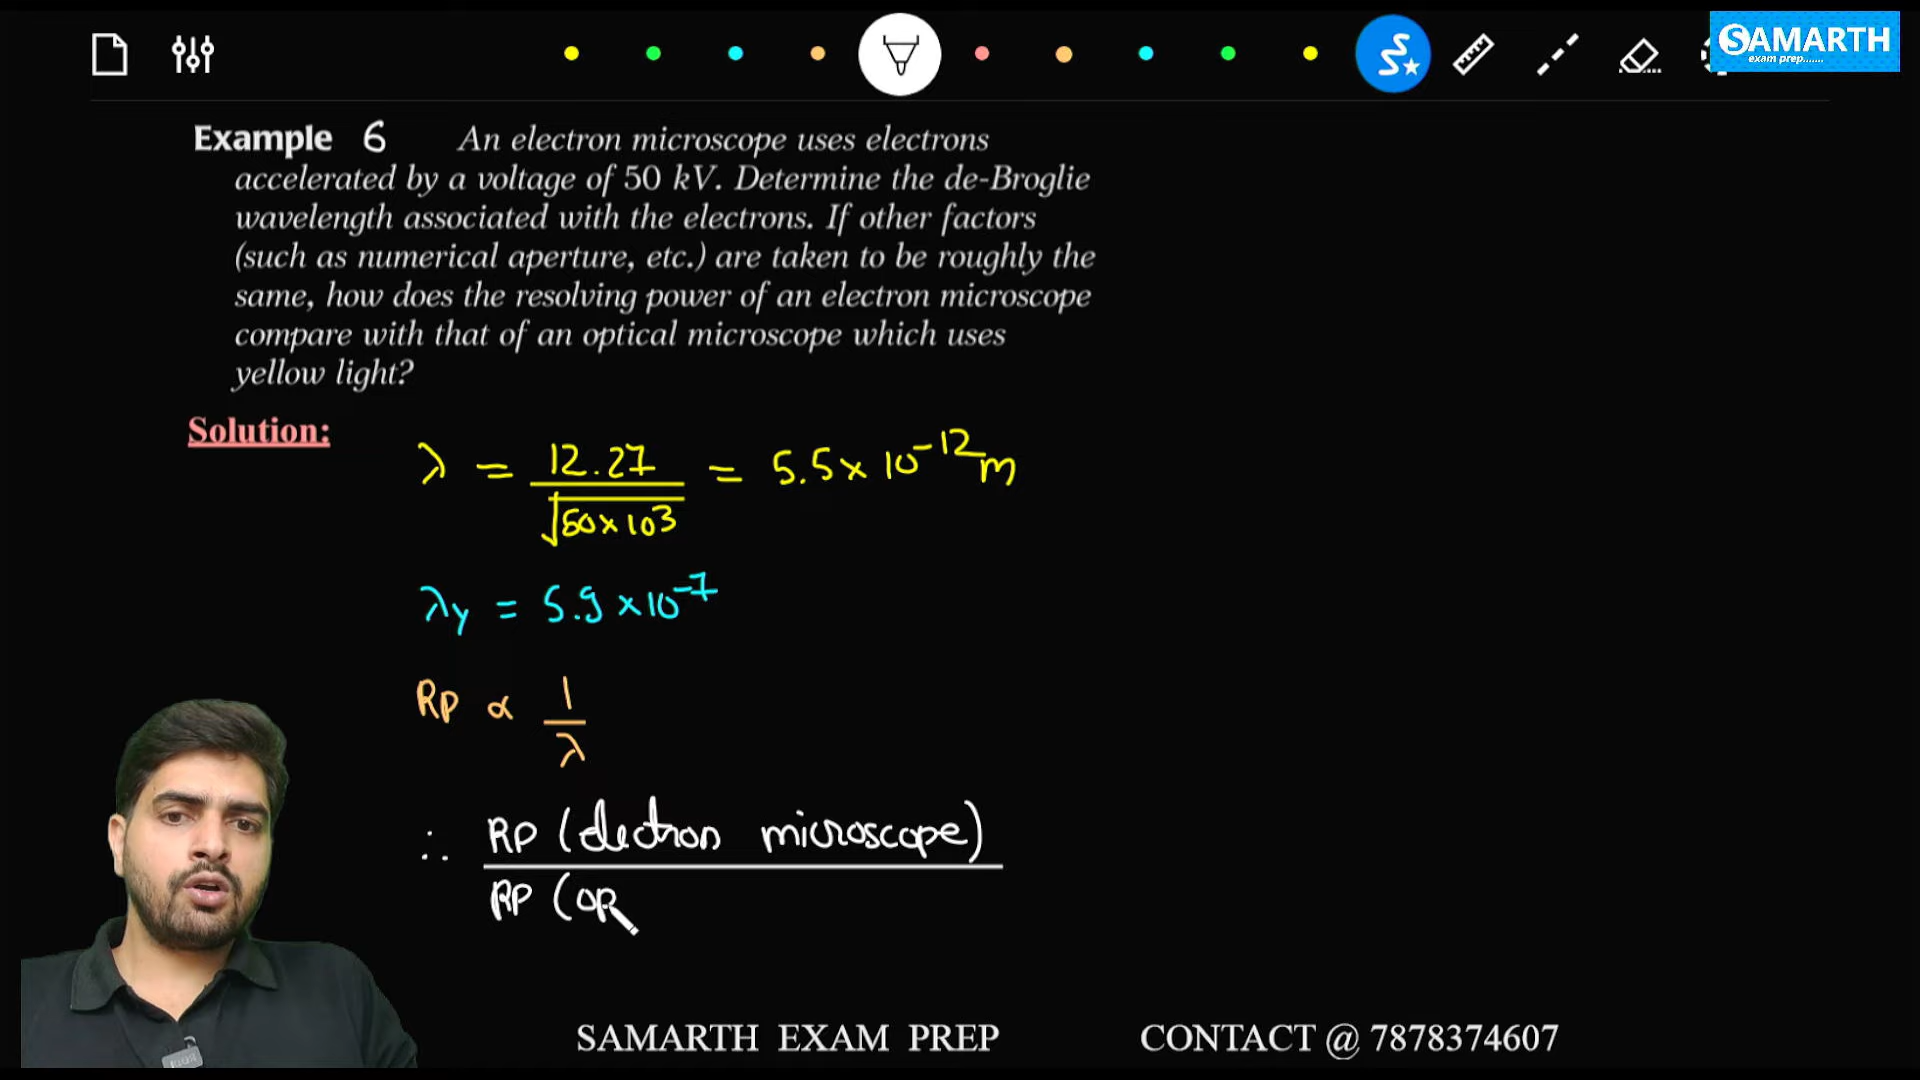 SAMARTH
exam prep......
Example 6 An electron microscope uses electrons
accelerated by a voltage of 50 kV. Determine the de-Broglie
wavelength associated with the electrons. If other factors
(such as numerical aperture, etc.) are taken to be roughly the
same, how does the resolving power of an electron microscope
compare with that of an optical microscope which uses
yellow light?
Solution:
λ = 12.27 / √50×10³ = 5.5 × 10⁻¹² m
λy = 5.9 × 10⁻⁷
RP ∝ 1 / λ
∴ RP (electron microscope)
RP (OP
SAMARTH EXAM PREP CONTACT @ 7878374607